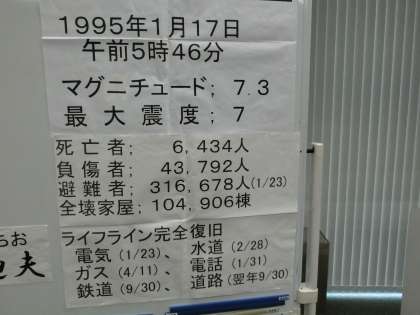 1995年1月17日
午前5時46分
マグニチュード; 7.3
最大震度; 7
死亡者; 6,434人
負傷者; 43,792人
避難者; 316,678人(1/23)
全壊家屋; 104,906棟
ライフライン完全復旧
電気(1/23)、水道(2/28)
ガス(4/11)、電話(1/31)
鉄道(9/30)、道路(翌年9/30)
ちお
夫